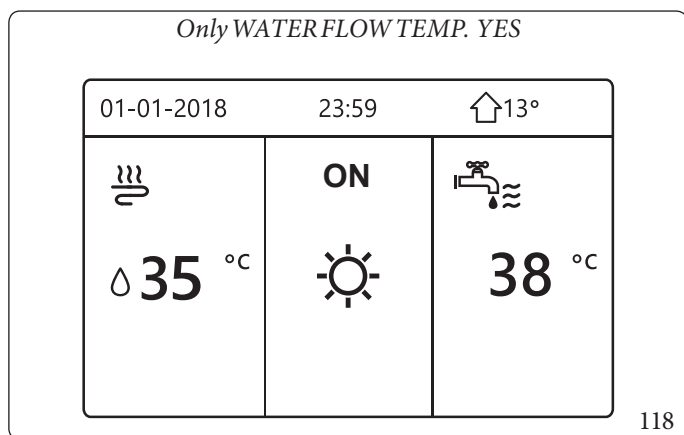 Only WATER FLOW TEMP. YES
01-01-2018 23:59 13°
ON
35 °C 38 °C
118